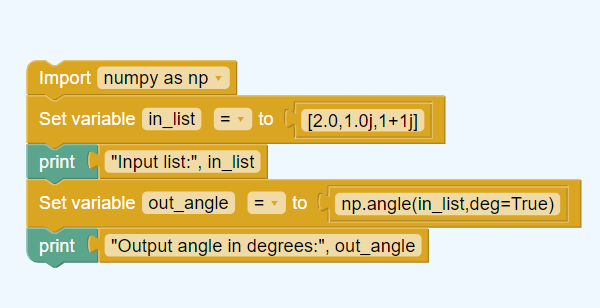 Import numpy as np
Set variable in_list = to [2.0,1.0j,1+1j]
print "Input list:", in_list
Set variable out_angle = to np.angle(in_list,deg=True)
print "Output angle in degrees:", out_angle